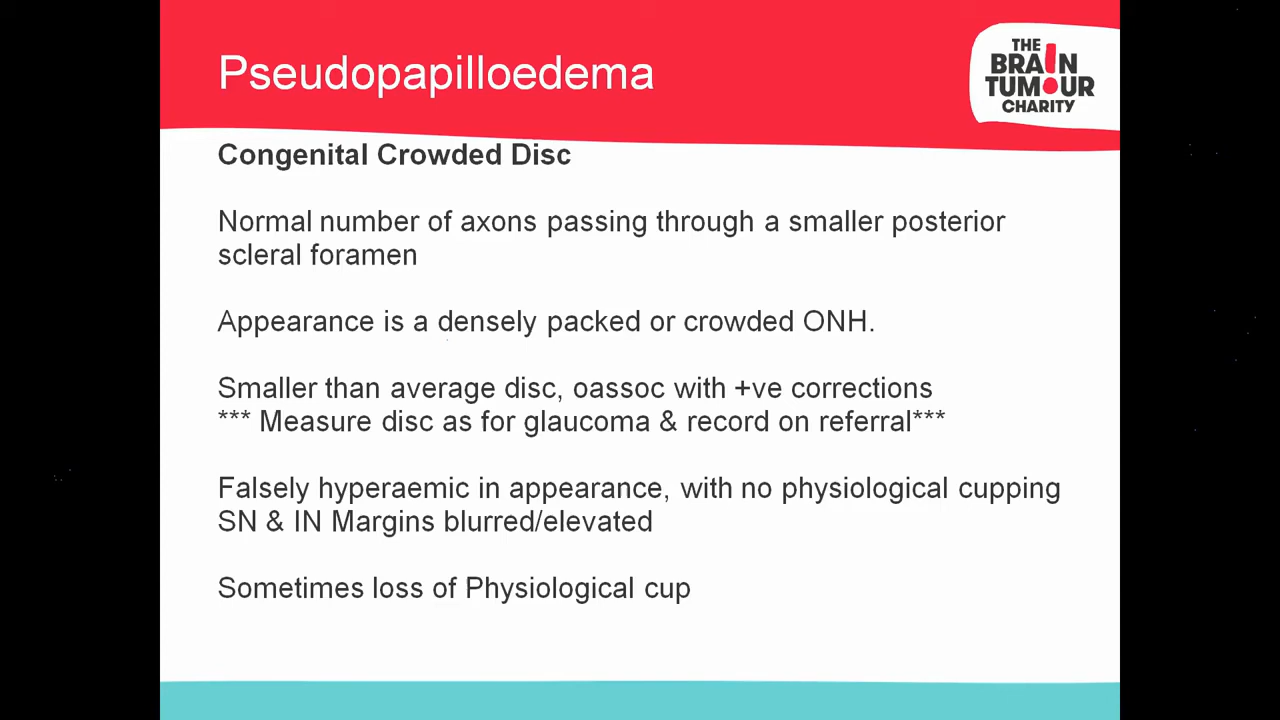 Pseudopapilloedema
THE
BRAIN
TUMOUR
CHARITY
Congenital Crowded Disc
Normal number of axons passing through a smaller posterior
scleral foramen
Appearance is a densely packed or crowded ONH.
Smaller than average disc, oassoc with +ve corrections
*** Measure disc as for glaucoma & record on referral***
Falsely hyperaemic in appearance, with no physiological cupping
SN & IN Margins blurred/elevated
Sometimes loss of Physiological cup